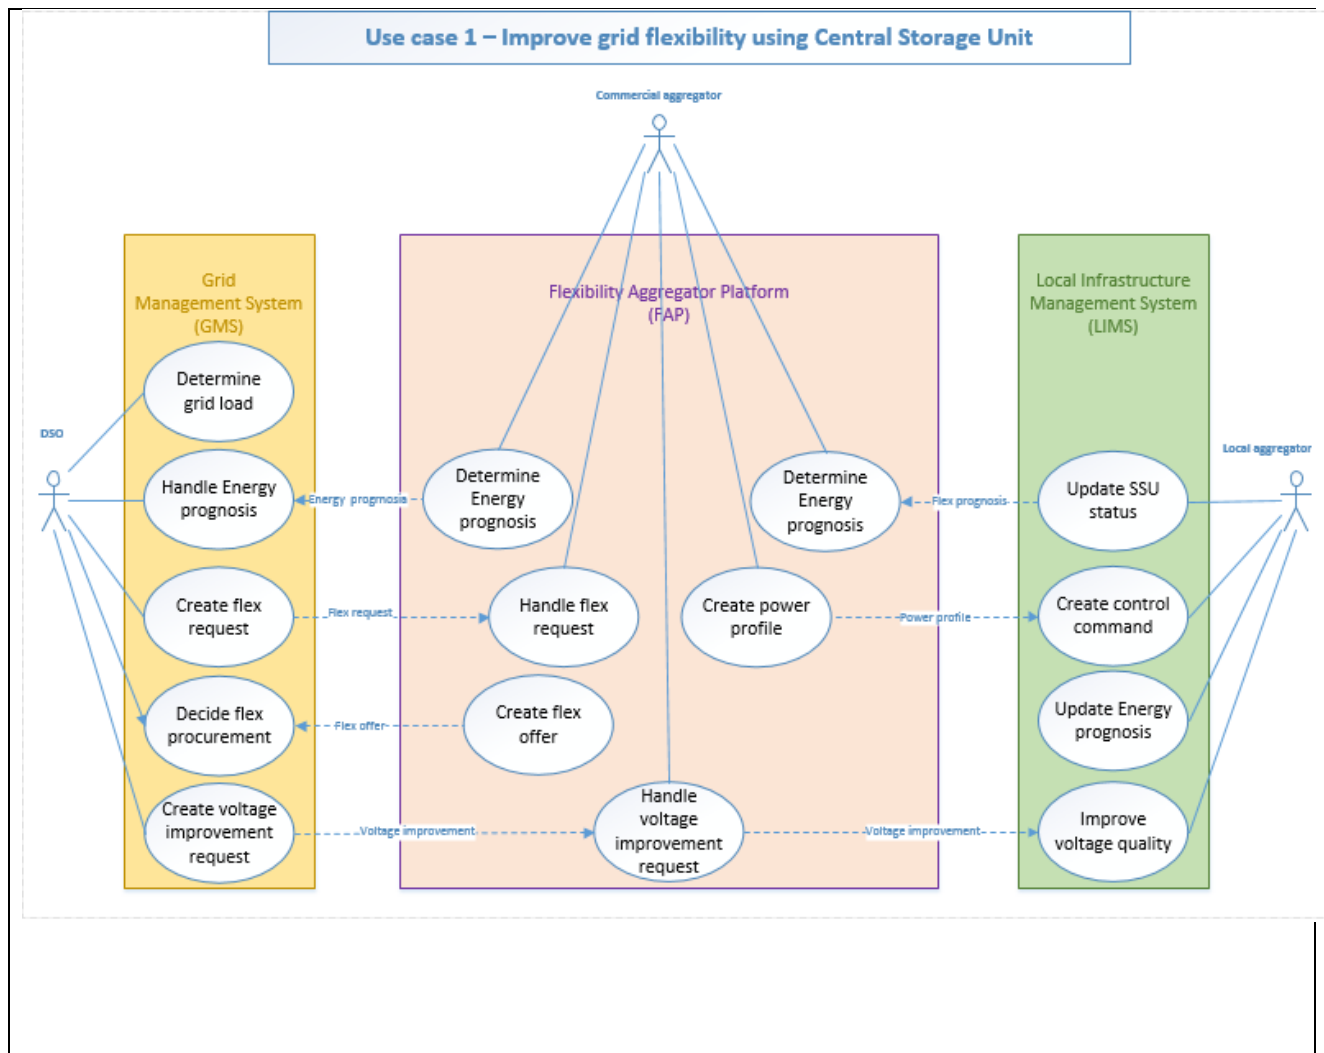 Use case 1 – Improve grid flexibility using Central Storage Unit
Commercial aggregator
Grid
Management System
(GMS)
Flexibility Aggregator Platform
(FAP)
Local Infrastructure
Management System
(LIMS)
DSO
Local aggregator
Determine
grid load
Handle Energy
prognosis
Energy progmosis
Determine
Energy
prognosis
Determine
Energy
prognosis
Flex prognosis
Update SSU
status
Create flex
request
Flex request
Handle flex
request
Create power
profile
Power profile
Create control
command
Decide flex
procurement
Flex offer
Create flex
offer
Update Energy
prognosis
Create voltage
improvement
request
Voltage improvement
Handle
voltage
improvement
request
Voltage improvement
Improve
voltage quality